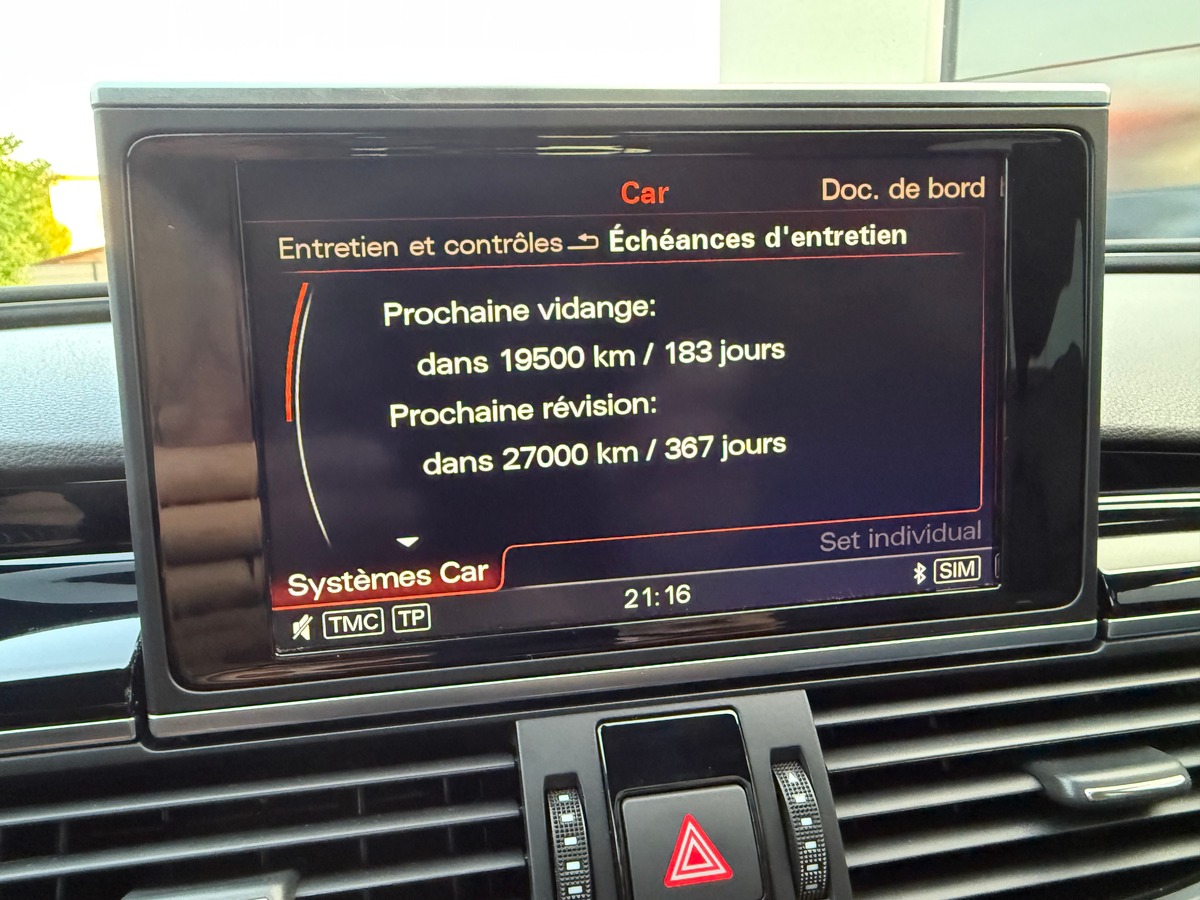 Car
Doc. de bord
Entretien et contrôles Échéances d'entretien
Prochaine vidange:
dans 19500 km / 183 jours
Prochaine révision:
dans 27000 km / 367 jours
Set individual
Systèmes Car
TMC TP
21:16
SIM